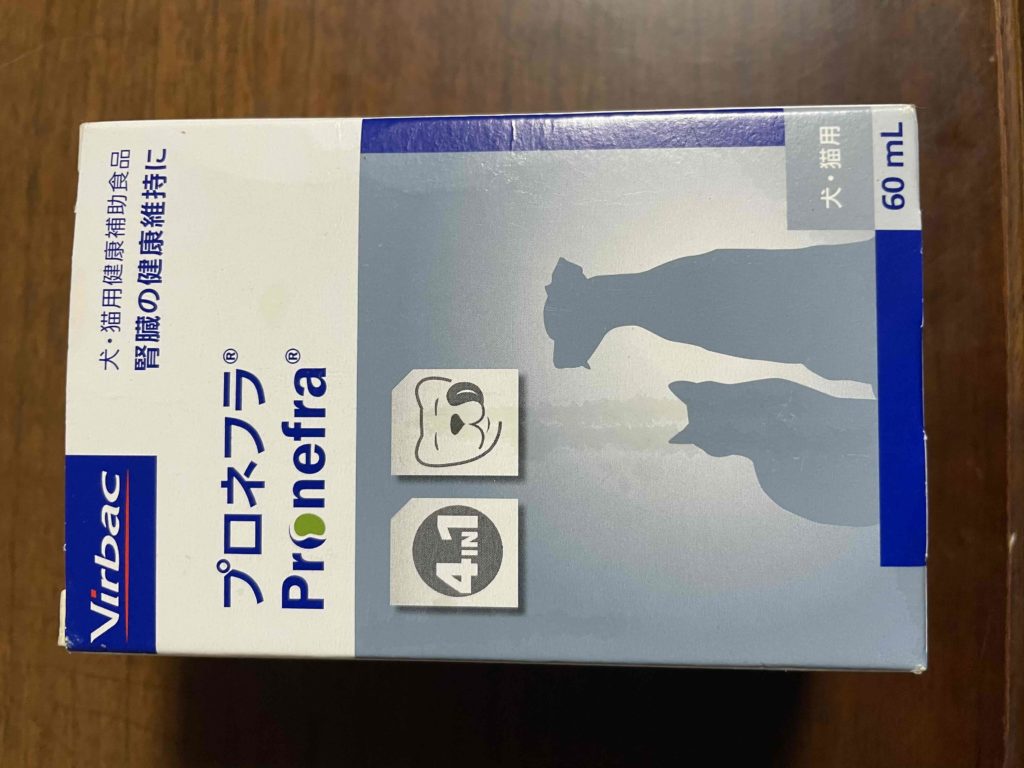 Virbac
犬・猫用健康補助食品
腎臓の健康維持に
プロネフラ®
Pronefra®
4IN1
犬・猫用
60 mL